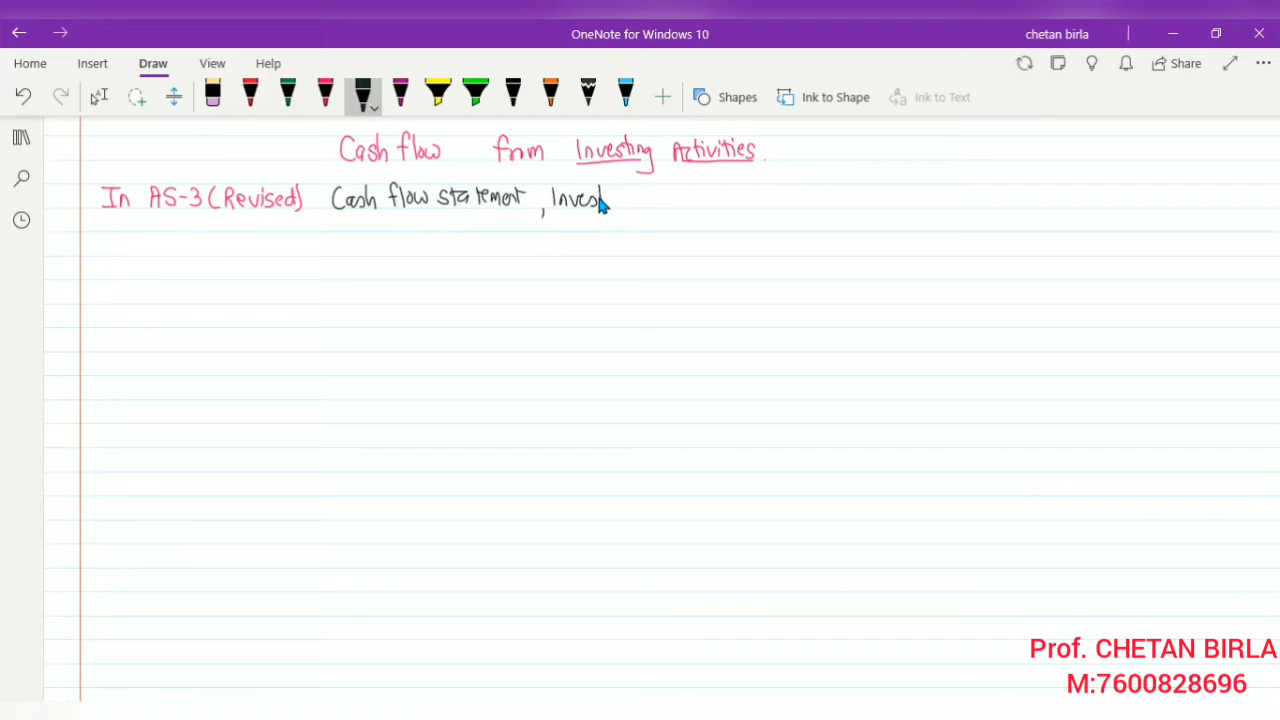 OneNote for Windows 10
chetan birla
Home Insert Draw View Help
Share
Shapes Ink to Shape Ink to Text
Cash flow from Investing Activities.
In AS-3 (Revised) Cash flow statement, Invest
Prof. CHETAN BIRLA
M:7600828696